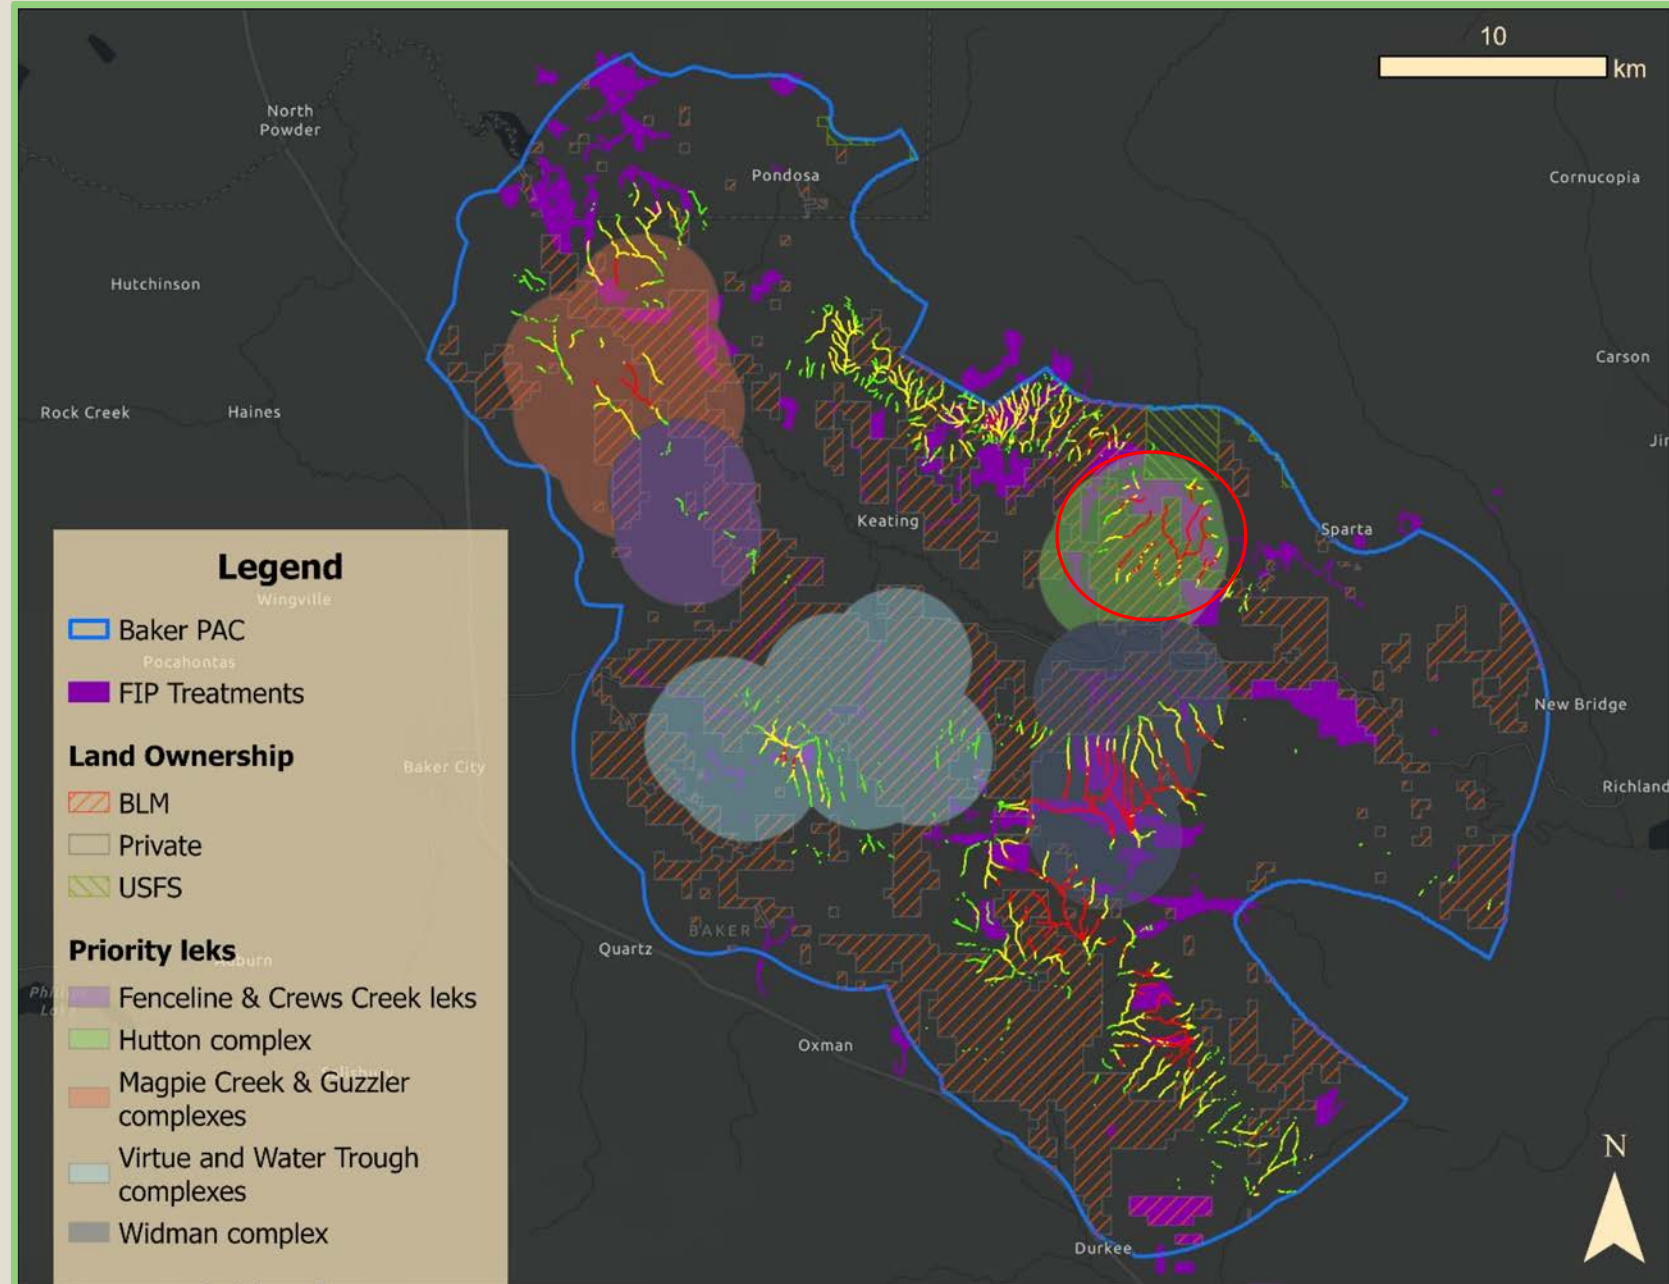 10
km
North
Powder
Pondosa
Cornucopia
Hutchinson
Carson
Rock Creek
Haines
Keating
Sparta
Legend
Wingville
Baker PAC
Pocahontas
FIP Treatments
Land Ownership
New Bridge
Baker City
BLM
Richland
Private
USFS
BAKER
Quartz
Priority leks
Fenceline & Crews Creek leks
Hutton complex
Oxman
Magpie Creek & Guzzler
complexes
Virtue and Water Trough
complexes
N
Widman complex
Durkee